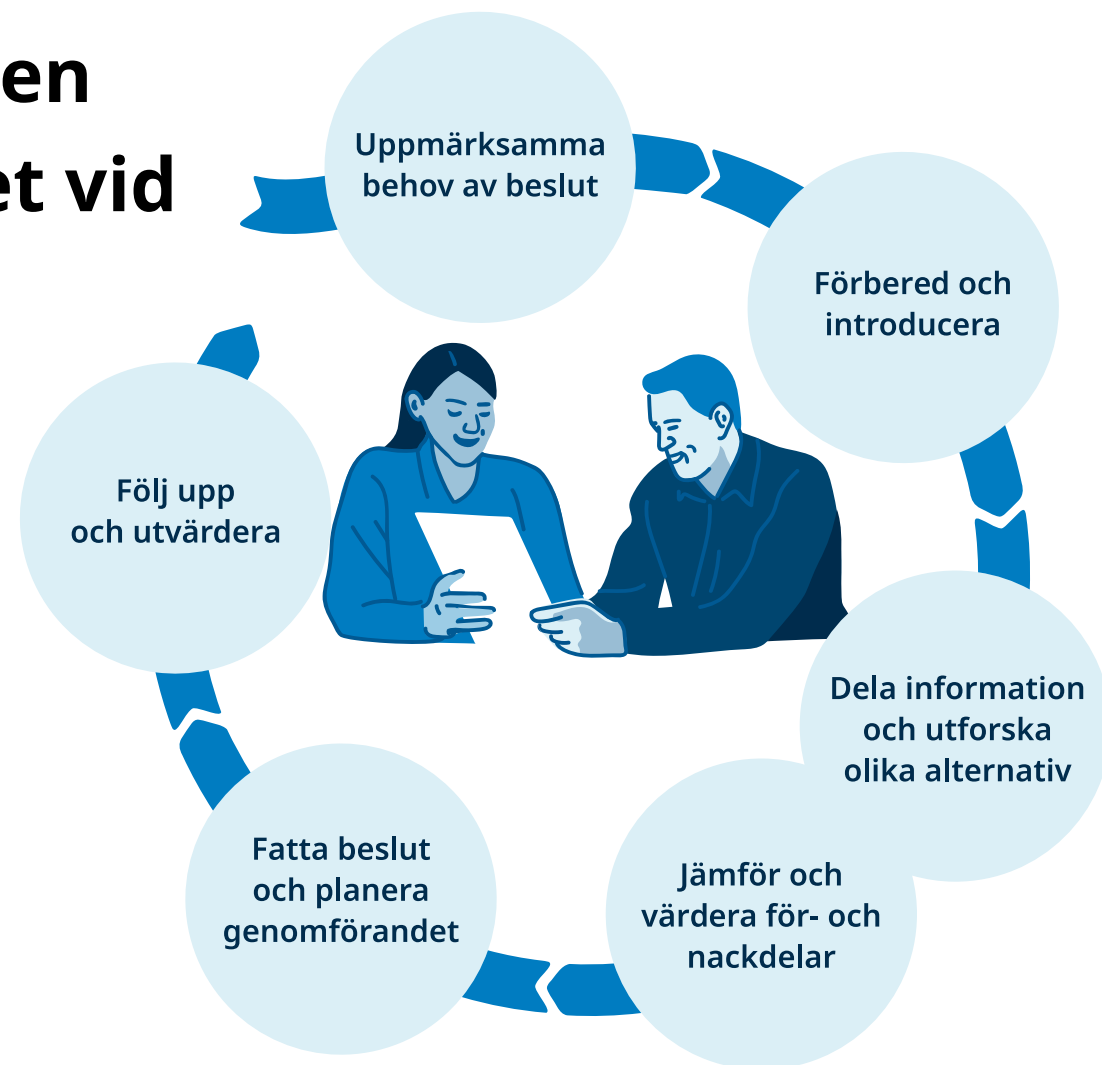 en
et vid
Uppmärksamma
behov av beslut
Förbered och
introducera
Dela information
och utforska
olika alternativ
Jämför och
värdera för- och
nackdelar
Fatta beslut
och planera
genomförandet
Följ upp
och utvärdera